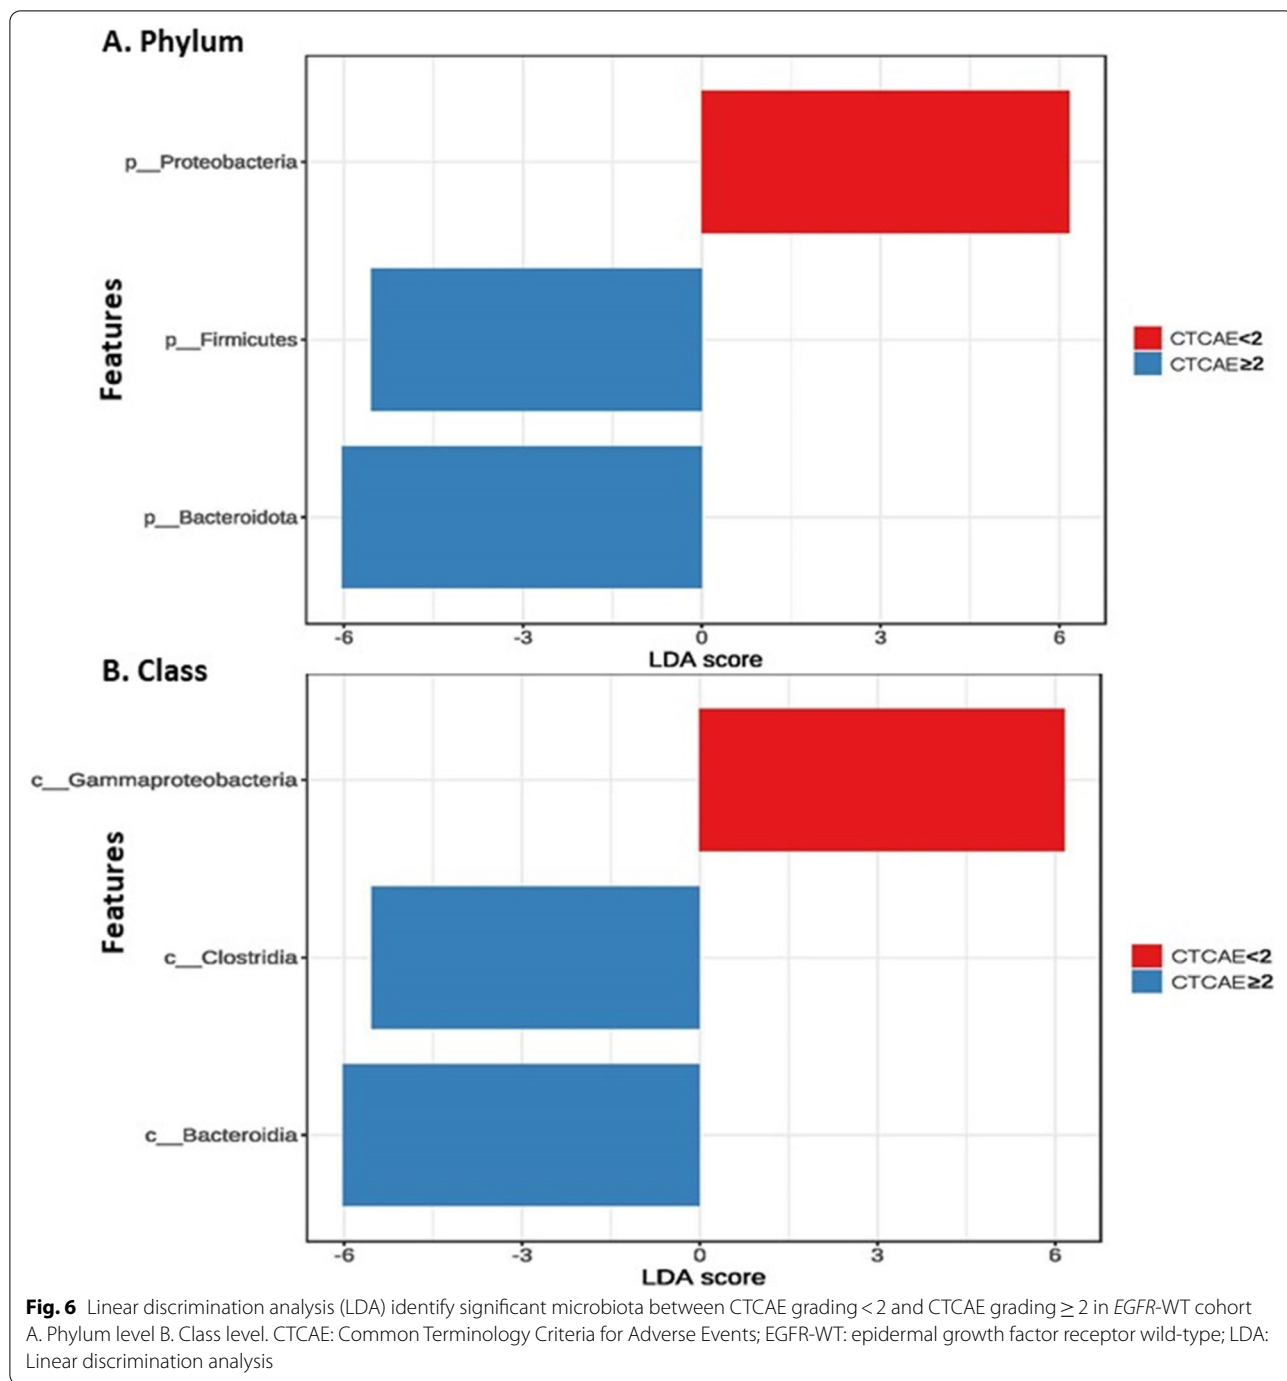 A. Phylum
p__Proteobacteria
p__Firmicutes
p__Bacteroidota
Features
-6 -3 0 3 6
LDA score
CTCAE<2
CTCAE≥2
B. Class
c__Gammaproteobacteria
c__Clostridia
c__Bacteroidia
Features
-6 -3 0 3 6
LDA score
CTCAE<2
CTCAE≥2
Fig. 6 Linear discrimination analysis (LDA) identify significant microbiota between CTCAE grading < 2 and CTCAE grading ≥ 2 in EGFR-WT cohort
A. Phylum level B. Class level. CTCAE: Common Terminology Criteria for Adverse Events; EGFR-WT: epidermal growth factor receptor wild-type; LDA:
Linear discrimination analysis